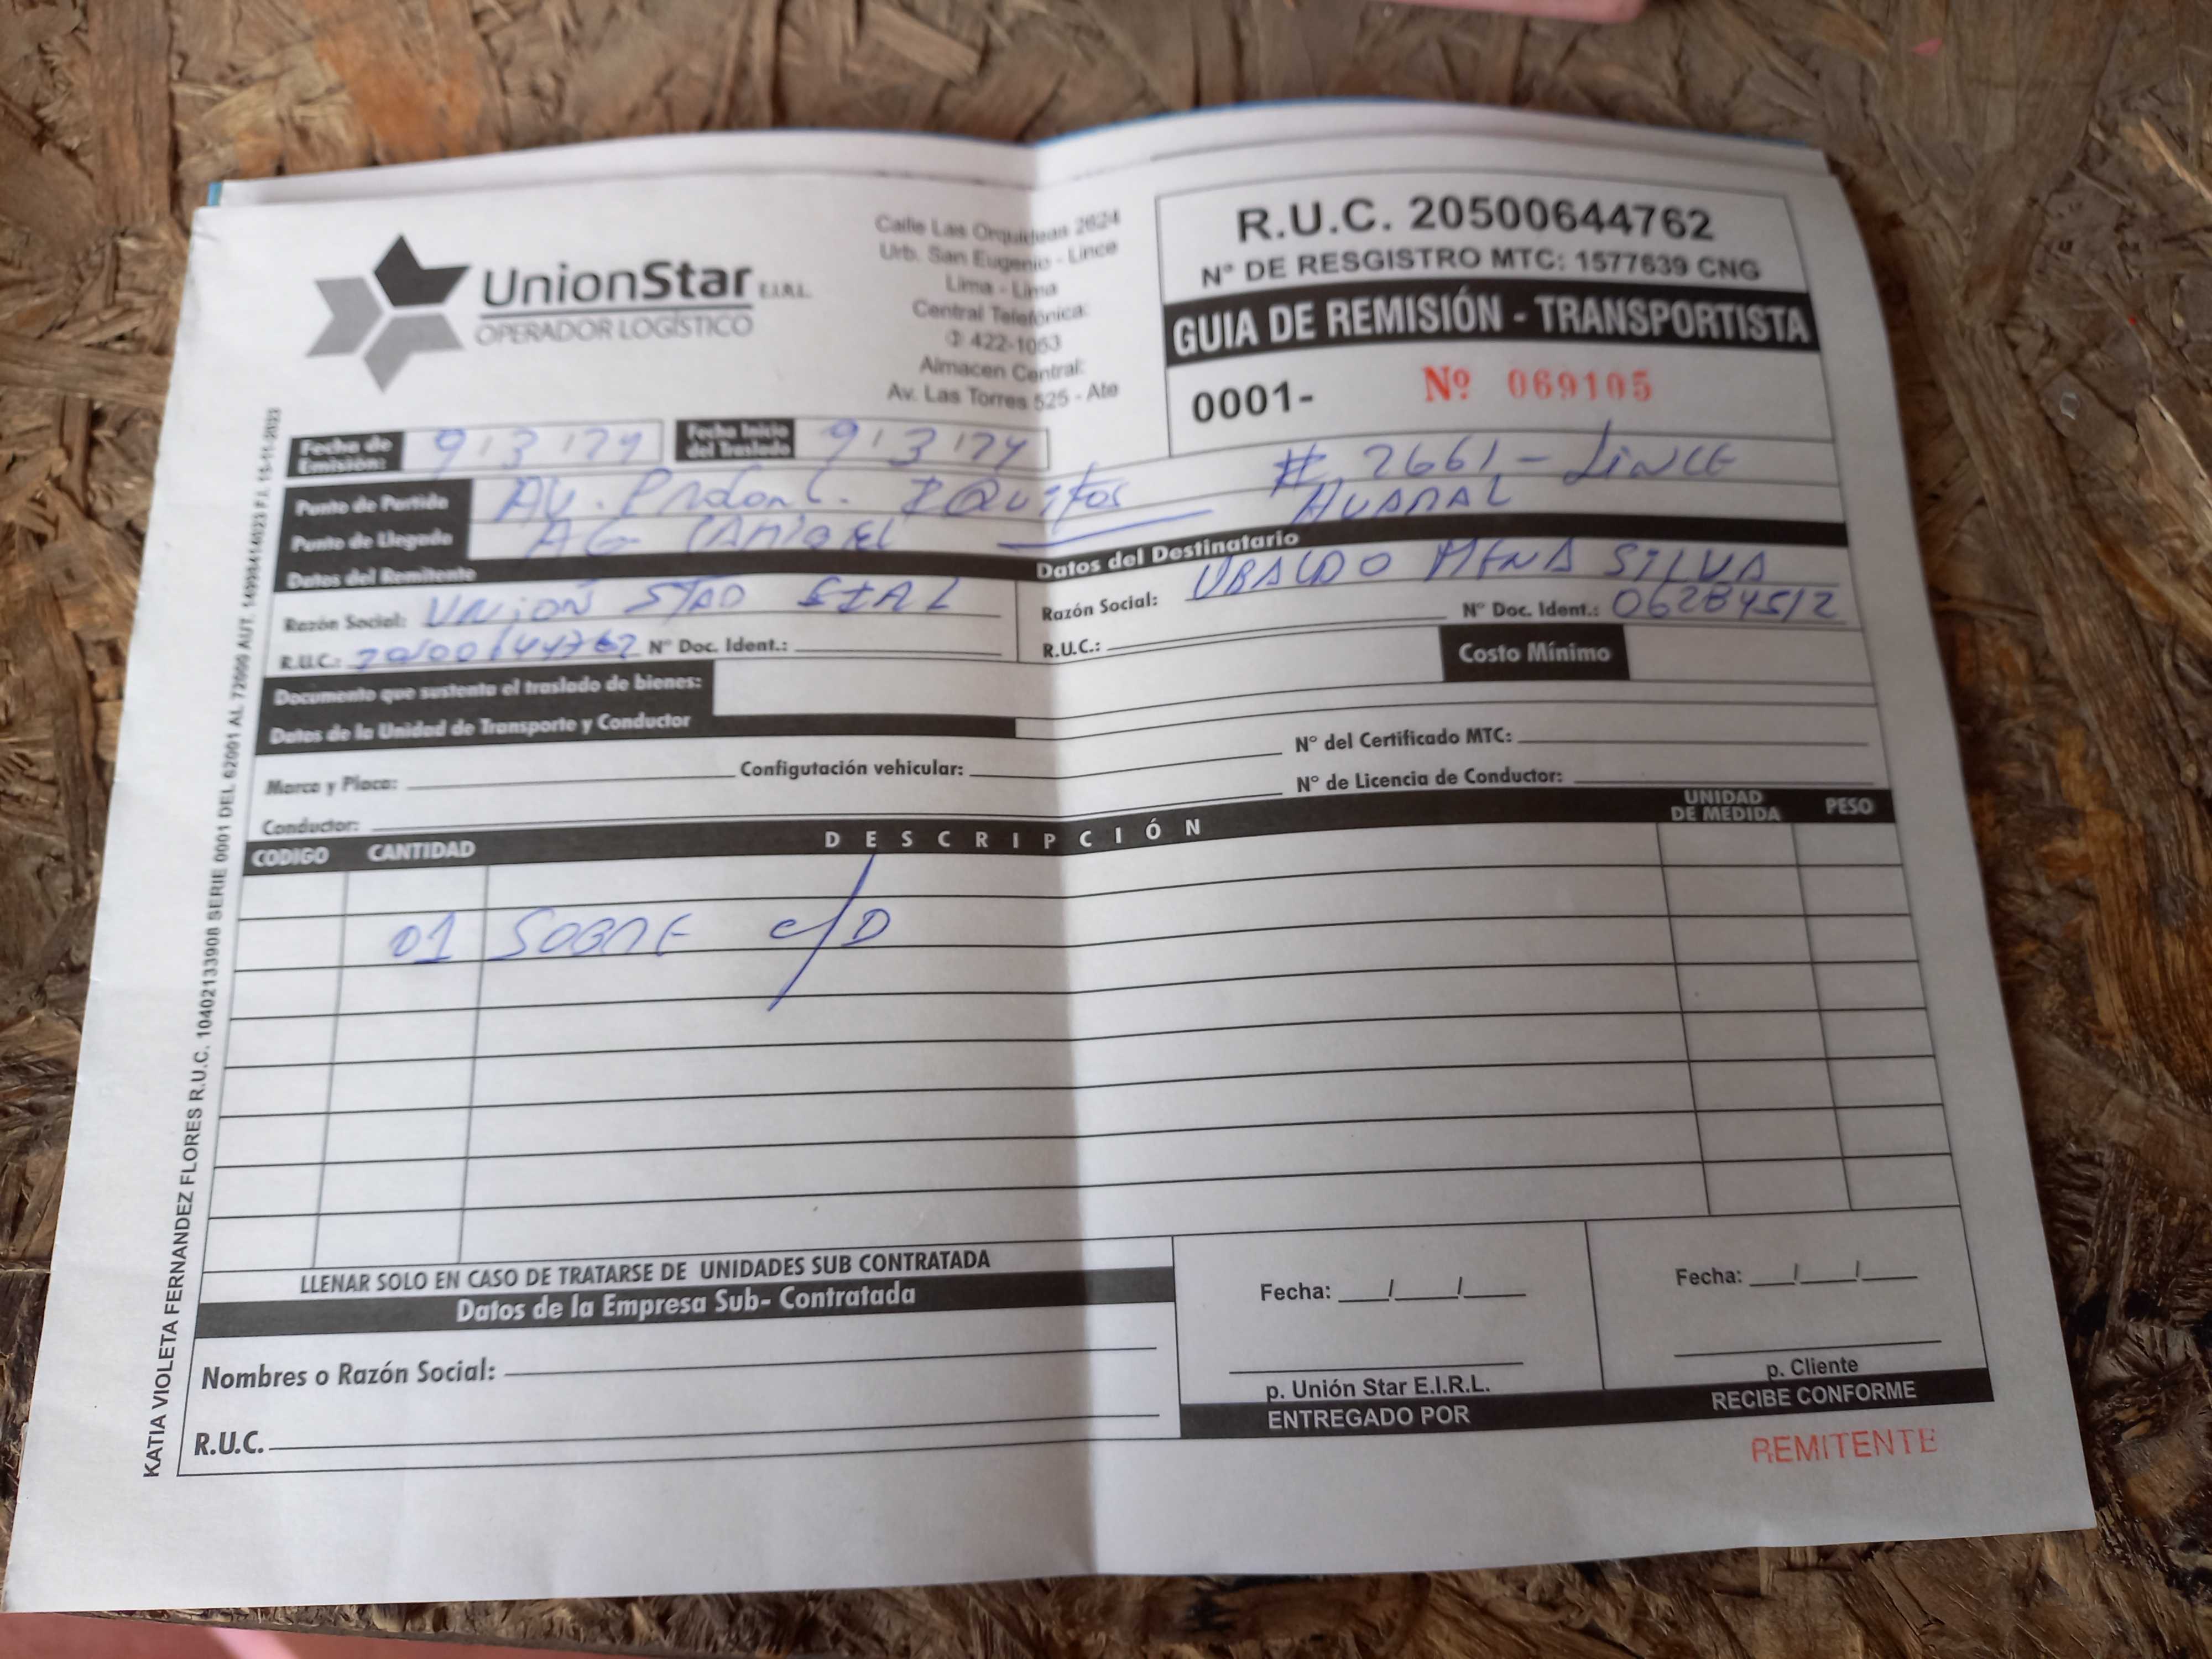 UnionStar E.I.R.L.
OPERADOR LOGÍSTICO
Calle Las Orquideas 2624
Urb. San Eugenio - Lince
Lima - Lima
Central Telefónica:
422-1053
Almacen Central:
Av. Las Torres 525 - Ate
R.U.C. 20500644762
N° DE RESGISTRO MTC: 1577639 CNG
GUIA DE REMISIÓN - TRANSPORTISTA
0001- Nº 069105
Fecha de Emisión: 9/3/24 Fecha Inicio del Traslado 9/3/24
Punto de Partida AV. IQUITOS # 2661 - LINCE
Punto de Llegada AG HUARAL
Datos del Remitente
Razón Social: UNION STAR EIRL
R.U.C.: N° Doc. Ident.:
Datos del Destinatario
Razón Social: UBALDO MENA SILVA
R.U.C.: N° Doc. Ident.: 06284512
Costo Mínimo
Documento que sustenta el traslado de bienes:
Datos de la Unidad de Transporte y Conductor
Marca y Placa: Configutación vehicular: N° del Certificado MTC:
Conductor: N° de Licencia de Conductor:
CODIGO CANTIDAD DESCRIPCIÓN UNIDAD DE MEDIDA PESO
01 SOBRE c/D
LLENAR SOLO EN CASO DE TRATARSE DE UNIDADES SUB CONTRATADA
Datos de la Empresa Sub- Contratada
Nombres o Razón Social:
R.U.C.
Fecha: / /
p. Unión Star E.I.R.L.
ENTREGADO POR
Fecha: / /
p. Cliente
RECIBE CONFORME
REMITENTE
KATIA VIOLETA FERNANDEZ FLORES R.U.C. 10402133908 SERIE 0001 DEL 62001 AL 72000 AUT. F.I. 15-11-2023